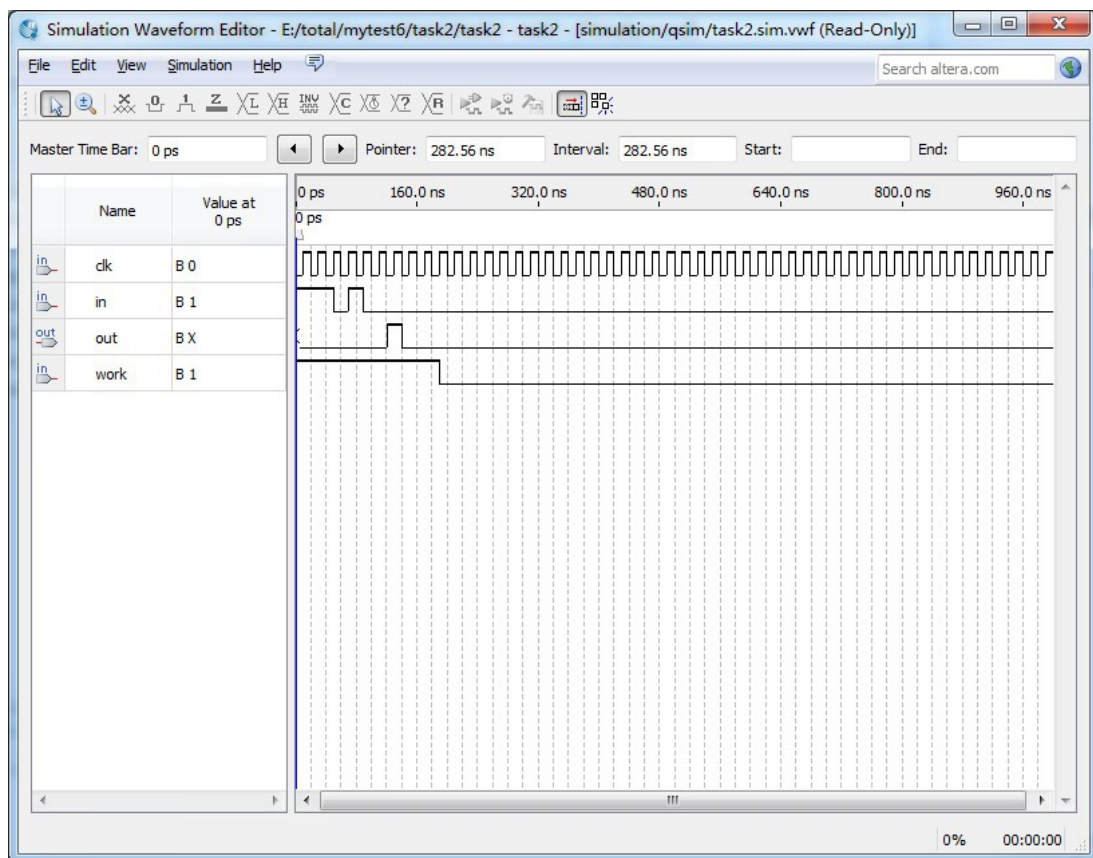 Simulation Waveform Editor - E:/total/mytest6/task2/task2 - task2 - [simulation/qsim/task2.sim.vwf (Read-Only)]
File Edit View Simulation Help Search altera.com
Master Time Bar: 0 ps Pointer: 282.56 ns Interval: 282.56 ns Start: End:
Name Value at 0 ps
0 ps 160.0 ns 320.0 ns 480.0 ns 640.0 ns 800.0 ns 960.0 ns
0 ps
in clk B 0
in in B 1
out out B X
in work B 1
0% 00:00:00